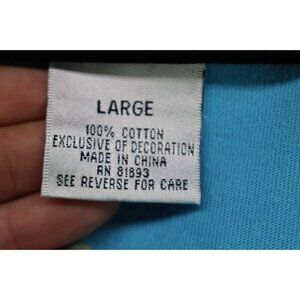 LARGE
100% COTTON
EXCLUSIVE OF DECORATION
MADE IN CHINA
RN 81893
SEE REVERSE FOR CARE